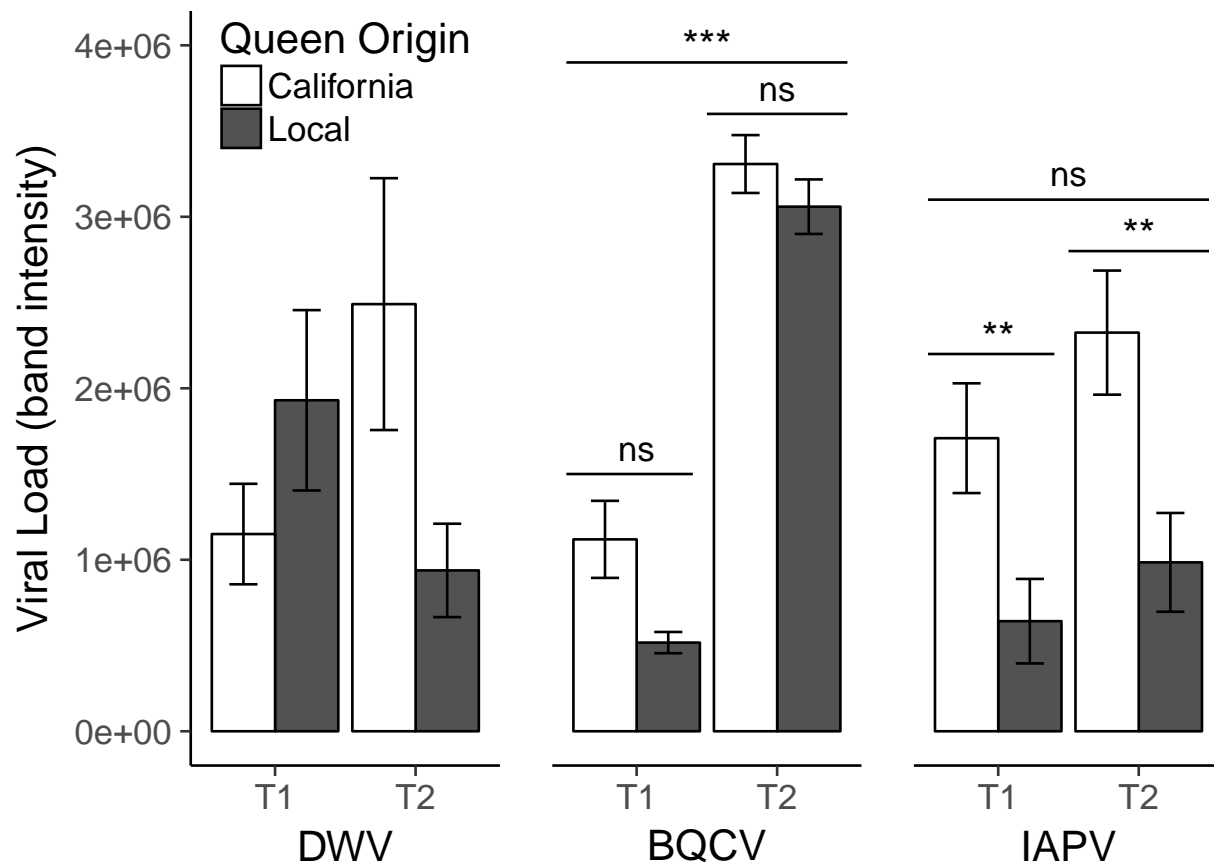 Queen Origin
California
Local
Viral Load (band intensity)
4e+06
3e+06
2e+06
1e+06
0e+00
***
ns
ns
ns
**
**
T1
T2
T1
T2
T1
T2
DWV
BQCV
IAPV